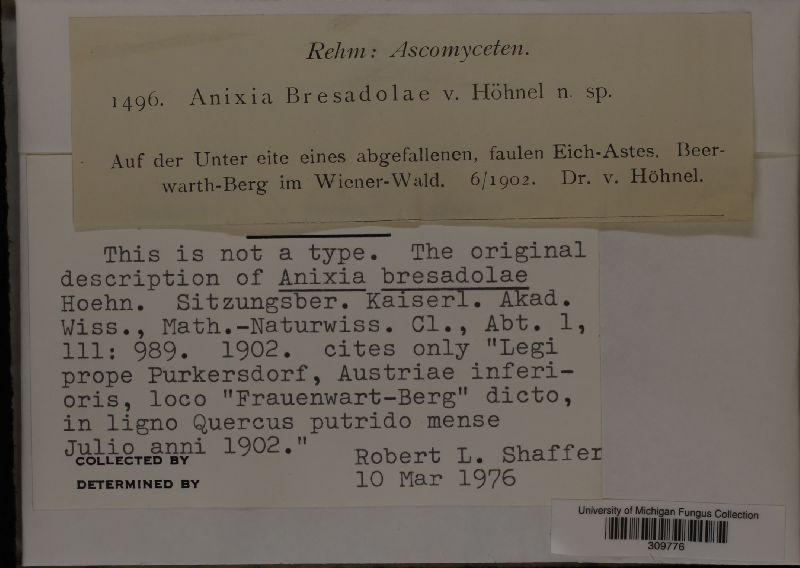 Rehm: Ascomyceten.
1496. Anixia Bresadolae v. Höhnel n. sp.
Auf der Unter eite eines abgefallenen, faulen Eich-Astes. Beer-
warth-Berg im Wiener-Wald. 6/1902. Dr. v. Höhnel.
This is not a type. The original
description of Anixia bresadolae
Hoehn. Sitzungsber. Kaiserl. Akad.
Wiss., Math.-Naturwiss. Cl., Abt. l,
lll: 989. 1902. cites only "Legi
prope Purkersdorf, Austriae inferi-
oris, loco "Frauenwart-Berg" dicto,
in ligno Quercus putrido mense
Julio anni 1902."
COLLECTED BY
Robert L. Shaffer
DETERMINED BY
10 Mar 1976
University of Michigan Fungus Collection
309776